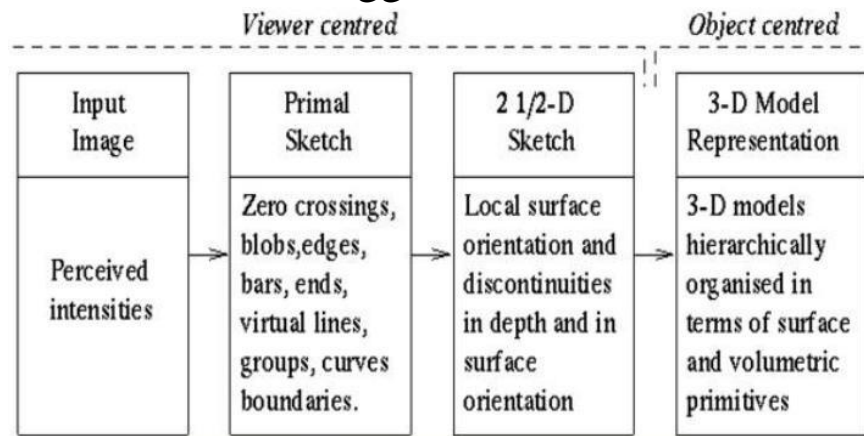 Viewer centred
Object centred
Input
Image
Perceived
intensities
Primal
Sketch
Zero crossings,
blobs,edges,
bars, ends,
virtual lines,
groups, curves
boundaries.
2 1/2-D
Sketch
Local surface
orientation and
discontinuities
in depth and in
surface
orientation
3-D Model
Representation
3-D models
hierarchically
organised in
terms of surface
and volumetric
primitives